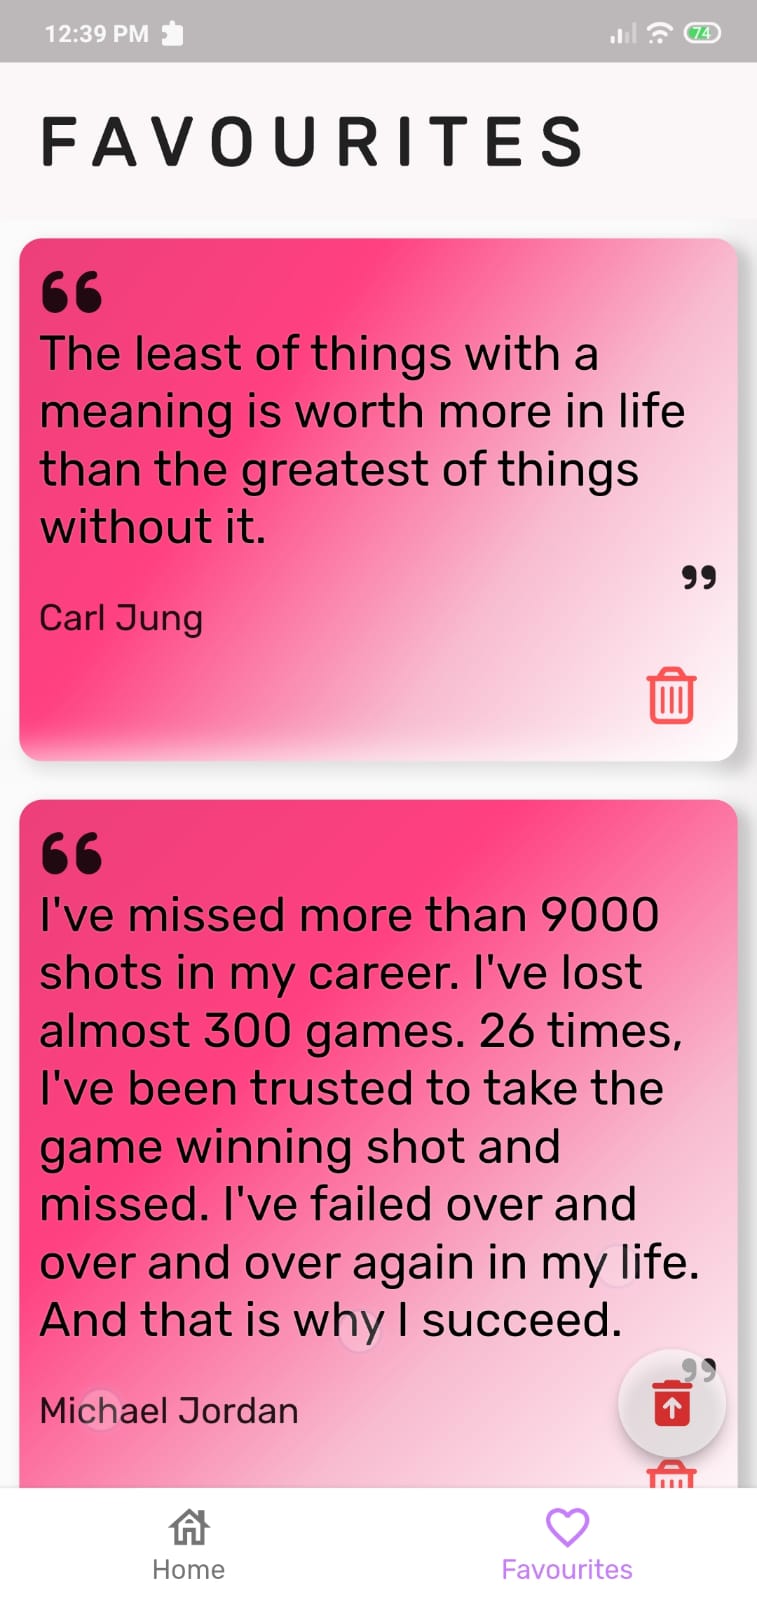 12:39 PM
74
FAVOURITES
“
The least of things with a
meaning is worth more in life
than the greatest of things
without it.
”
Carl Jung
“
I've missed more than 9000
shots in my career. I've lost
almost 300 games. 26 times,
I've been trusted to take the
game winning shot and
missed. I've failed over and
over and over again in my life.
And that is why I succeed.
”
Michael Jordan
Home
Favourites